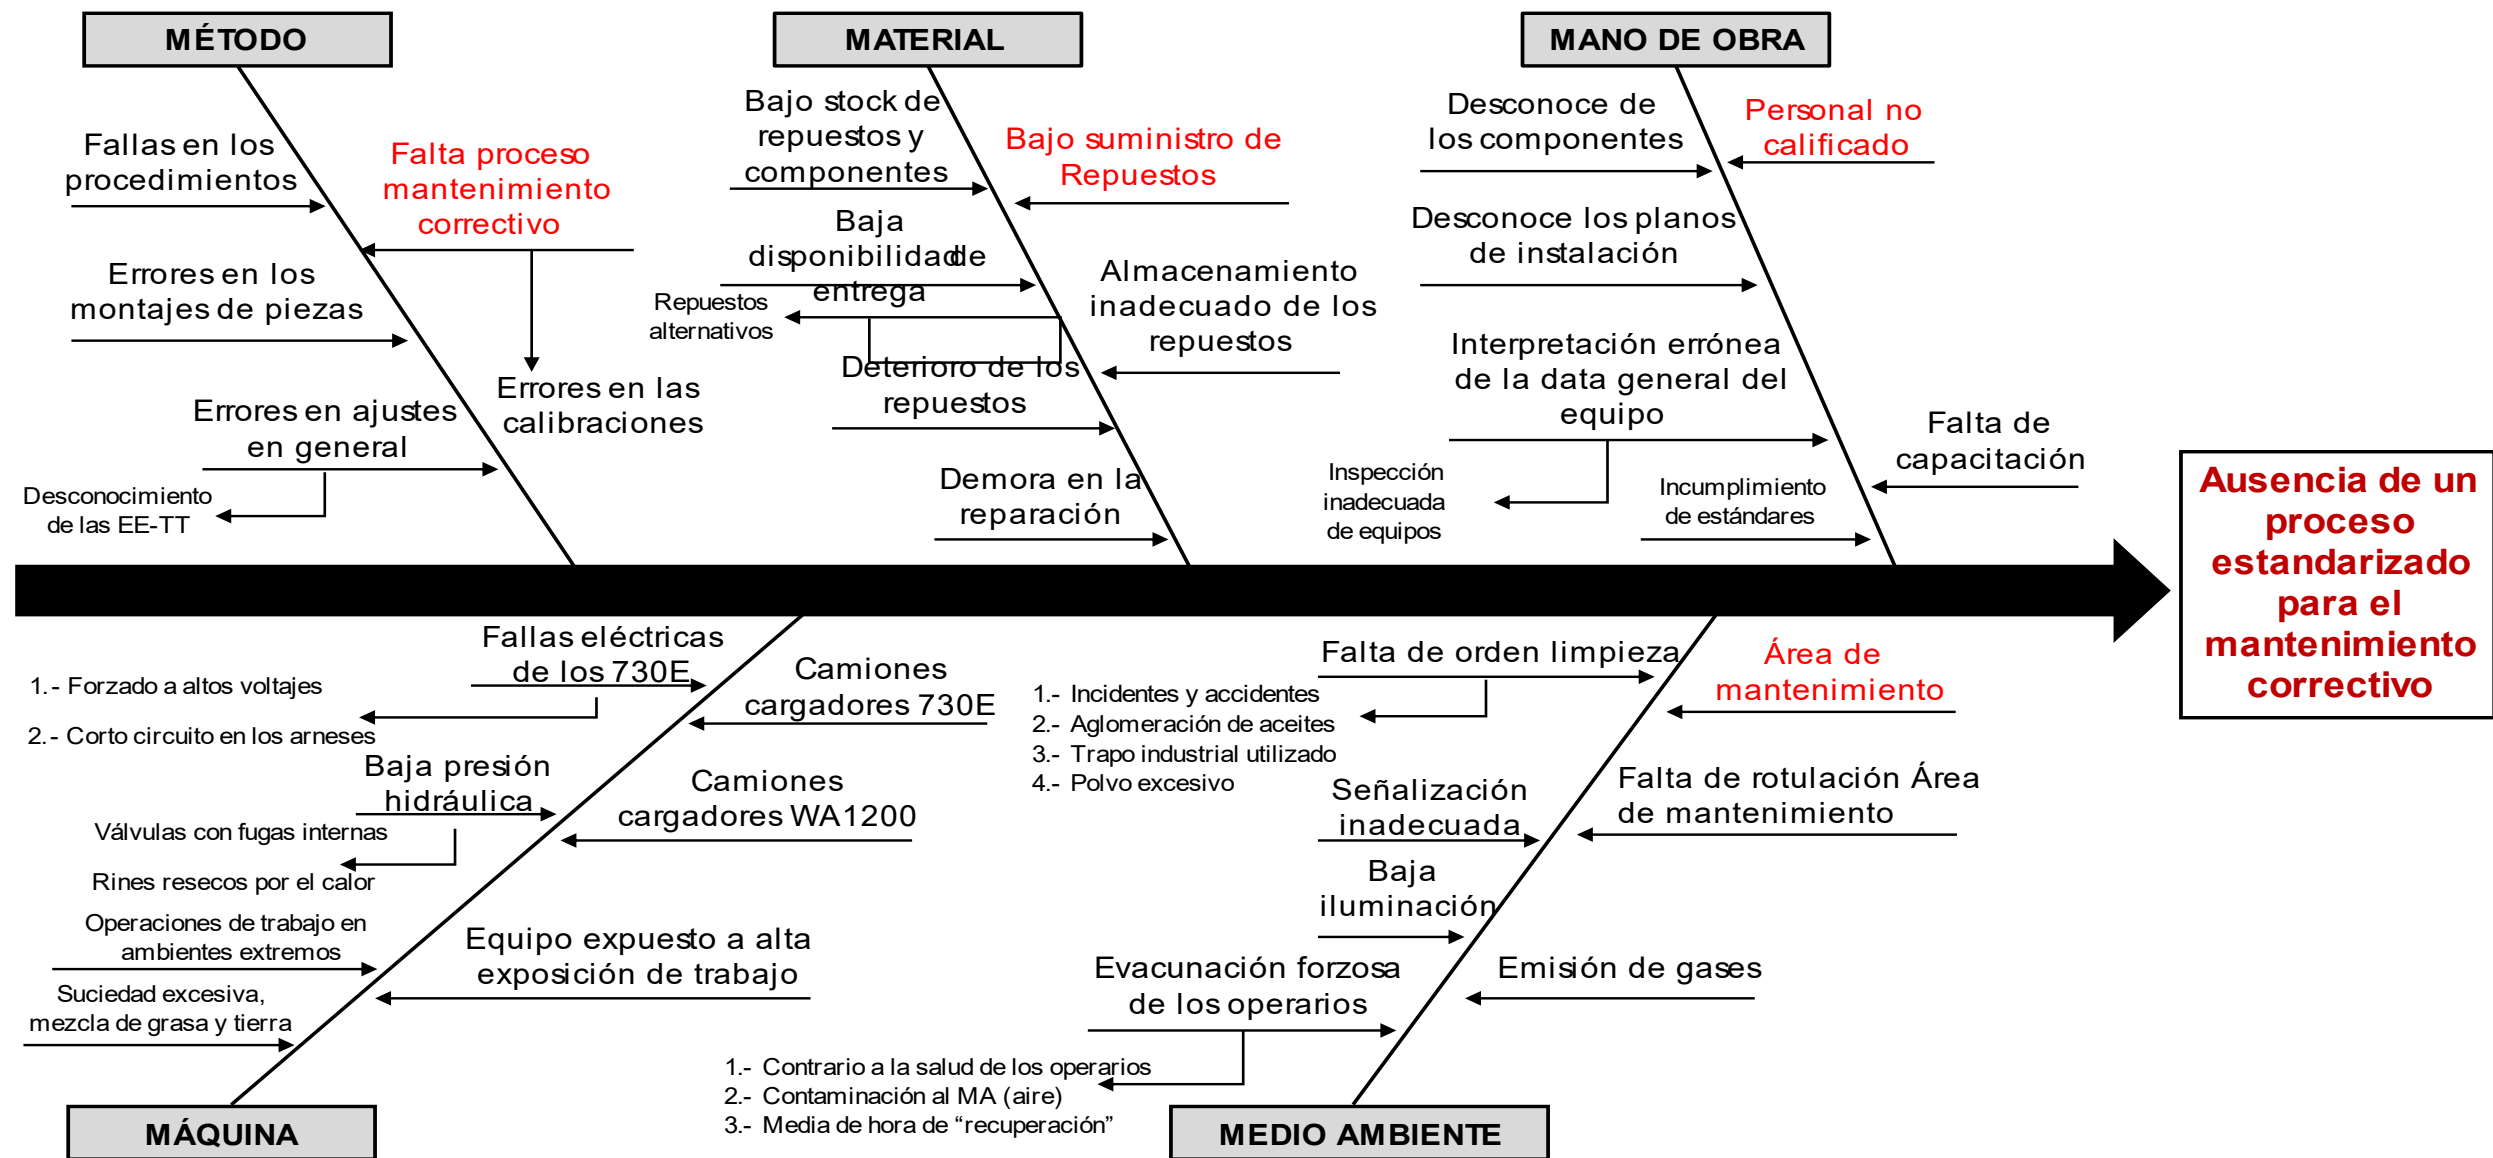 MÉTODO
MATERIAL
MANO DE OBRA
Fallas en los
procedimientos
Falta proceso
mantenimiento
correctivo
Errores en los
montajes de piezas
Errores en las
calibraciones
Errores en ajustes
en general
Desconocimiento
de las EE-TT
Bajo stock de
repuestos y
componentes
Bajo suministro de
Repuestos
Baja
disponibilidad de
entrega
Repuestos
alternativos
Almacenamiento
inadecuado de los
repuestos
Deterioro de los
repuestos
Demora en la
reparación
Desconoce de
los componentes
Personal no
calificado
Desconoce los planos
de instalación
Interpretación errónea
de la data general del
equipo
Inspección
inadecuada
de equipos
Falta de
capacitación
Incumplimiento
de estándares
Ausencia de un
proceso
estandarizado
para el
mantenimiento
correctivo
Fallas eléctricas
de los 730E
1.- Forzado a altos voltajes
2.- Corto circuito en los arneses
Camiones
cargadores 730E
Baja presión
hidráulica
Válvulas con fugas internas
Rines resecos por el calor
Camiones
cargadores WA1200
Operaciones de trabajo en
ambientes extremos
Equipo expuesto a alta
exposición de trabajo
Suciedad excesiva,
mezcla de grasa y tierra
Falta de orden limpieza
1.- Incidentes y accidentes
2.- Aglomeración de aceites
3.- Trapo industrial utilizado
4.- Polvo excesivo
Área de
mantenimiento
Señalización
inadecuada
Falta de rotulación Área
de mantenimiento
Baja
iluminación
Evacunación forzosa
de los operarios
Emisión de gases
1.- Contrario a la salud de los operarios
2.- Contaminación al MA (aire)
3.- Media de hora de “recuperación”
MÁQUINA
MEDIO AMBIENTE